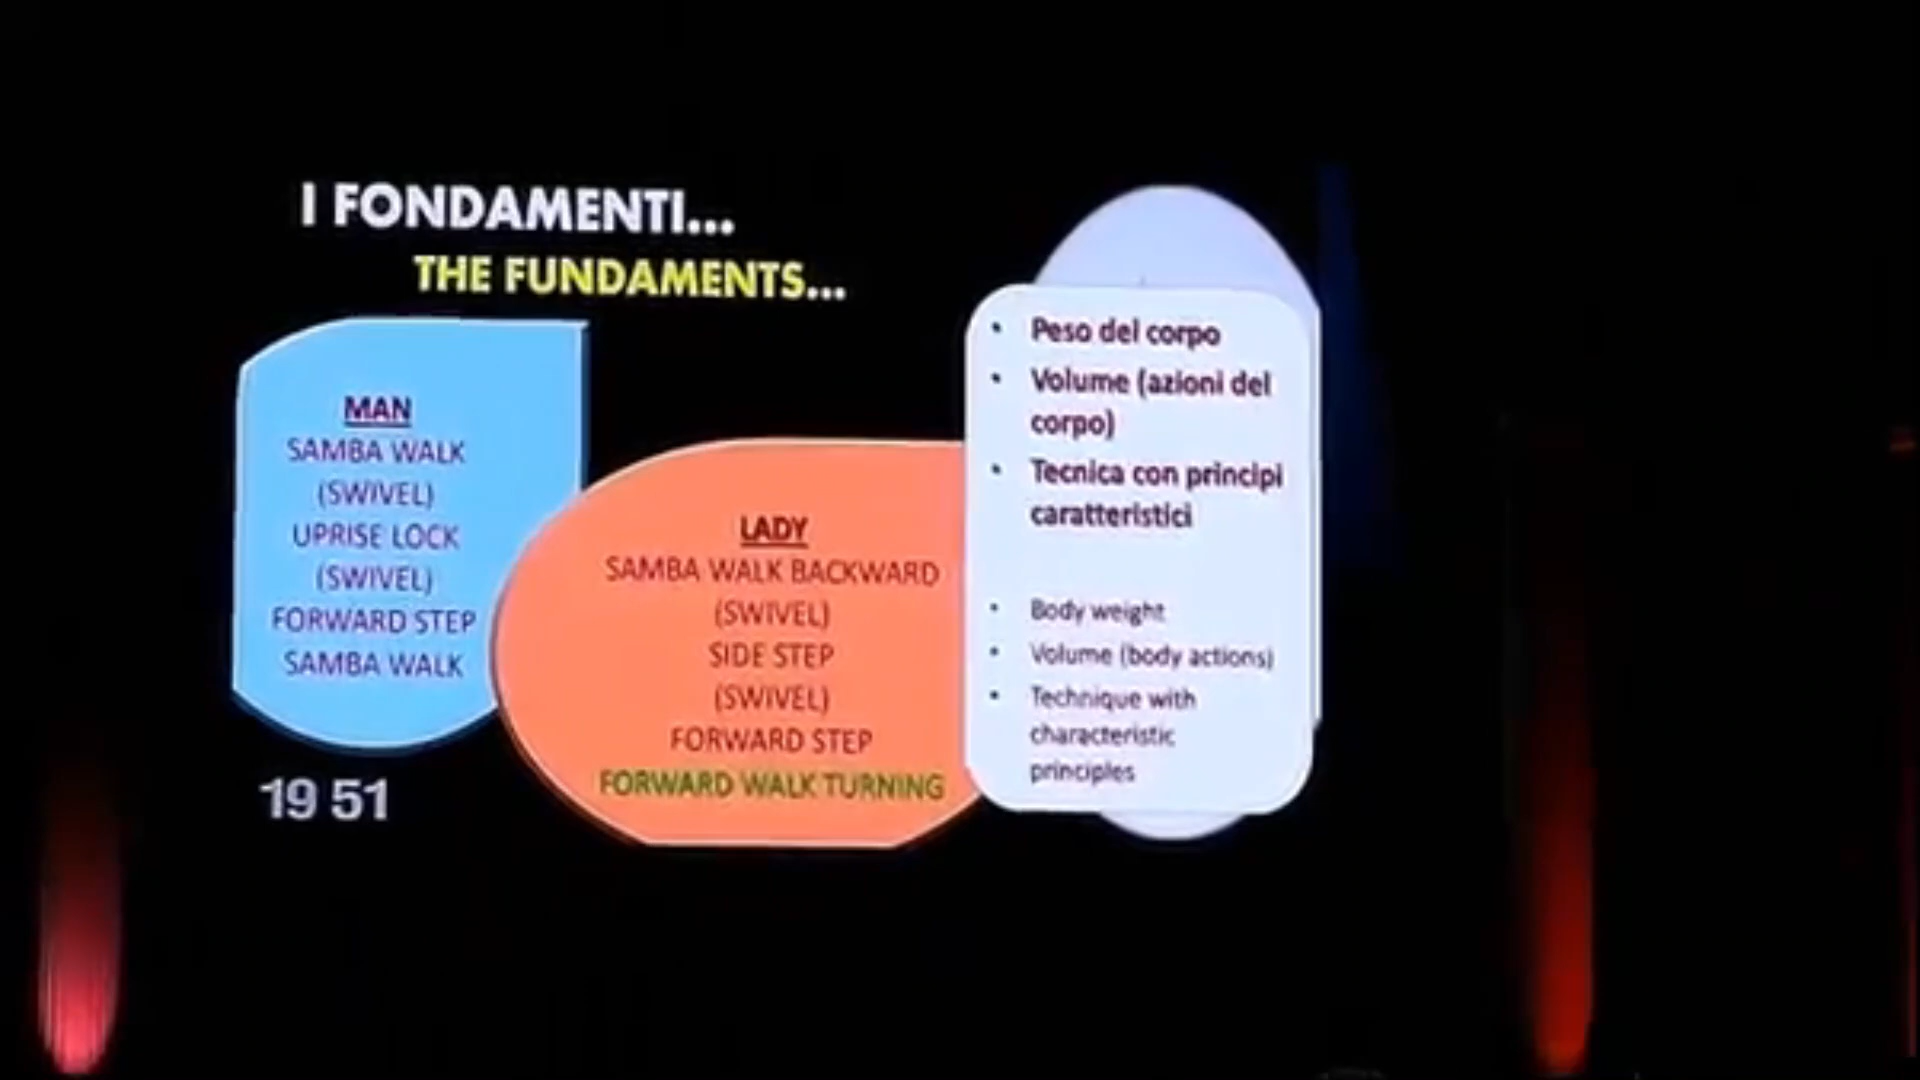 I FONDAMENTI...
THE FUNDAMENTS...
MAN
SAMBA WALK
(SWIVEL)
UPRISE LOCK
(SWIVEL)
FORWARD STEP
SAMBA WALK
19 51
LADY
SAMBA WALK BACKWARD
(SWIVEL)
SIDE STEP
(SWIVEL)
FORWARD STEP
FORWARD WALK TURNING
• Peso del corpo
• Volume (azioni del
corpo)
• Tecnica con principi
caratteristici
• Body weight
• Volume (body actions)
• Technique with
characteristic
principles